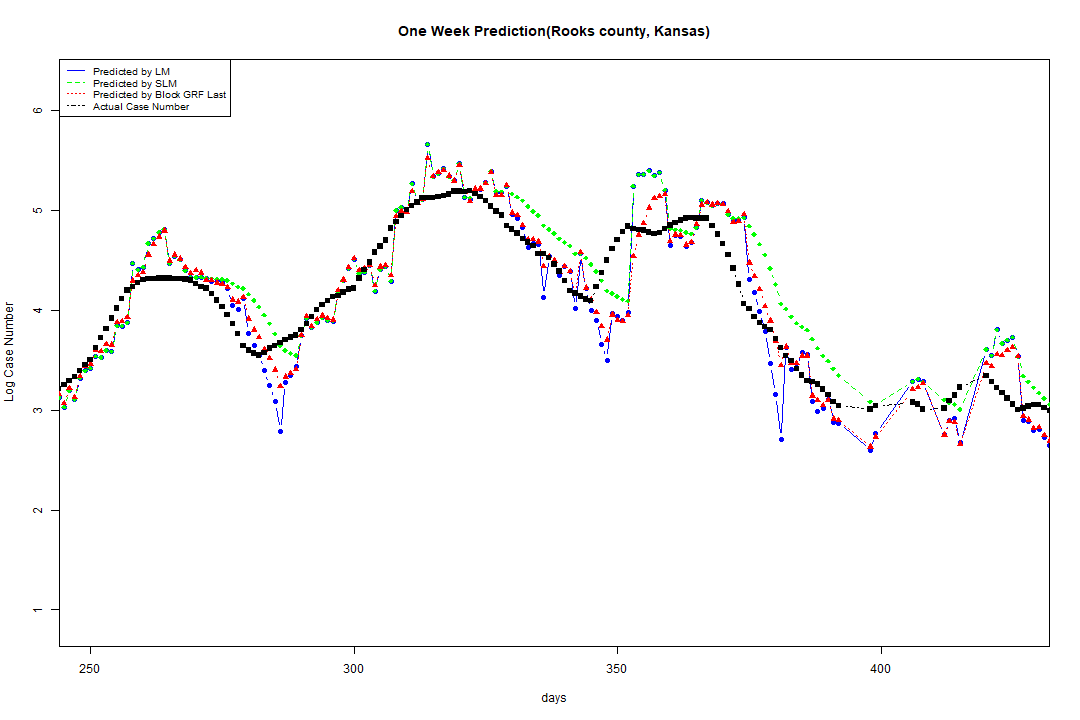 One Week Prediction(Rooks county, Kansas)
Predicted by LM
Predicted by SLM
Predicted by Block GRF Last
Actual Case Number
Log Case Number
6
5
4
3
2
1
250 300 350 400
days